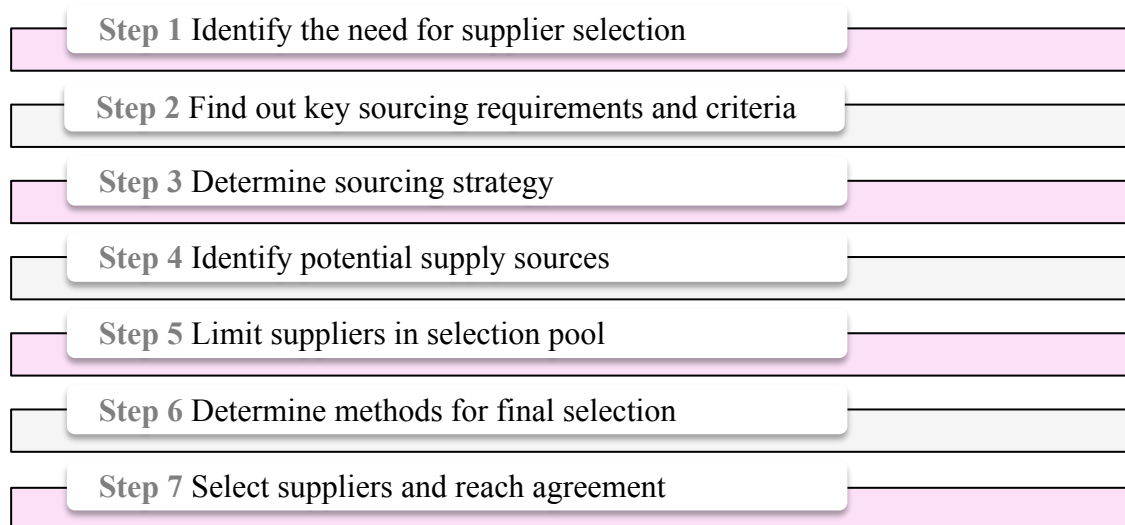 Step 1 Identify the need for supplier selection
Step 2 Find out key sourcing requirements and criteria
Step 3 Determine sourcing strategy
Step 4 Identify potential supply sources
Step 5 Limit suppliers in selection pool
Step 6 Determine methods for final selection
Step 7 Select suppliers and reach agreement